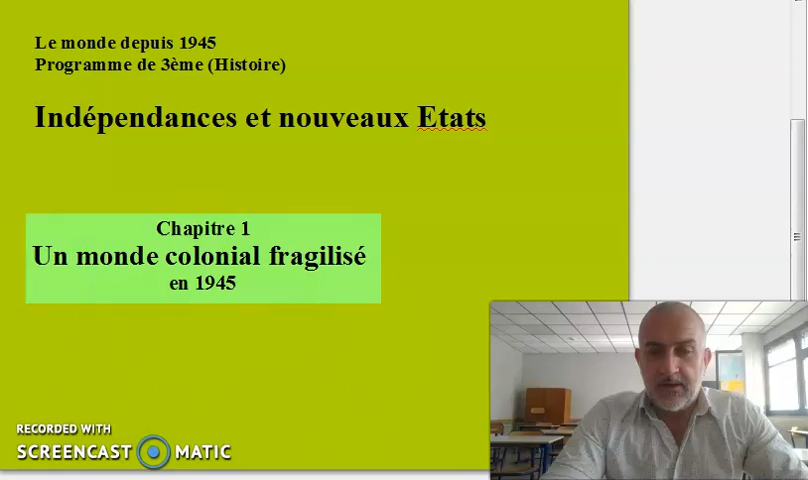 Le monde depuis 1945
Programme de 3ème (Histoire)
Indépendances et nouveaux Etats
Chapitre 1
Un monde colonial fragilisé
en 1945
RECORDED WITH
SCREENCAST MATIC